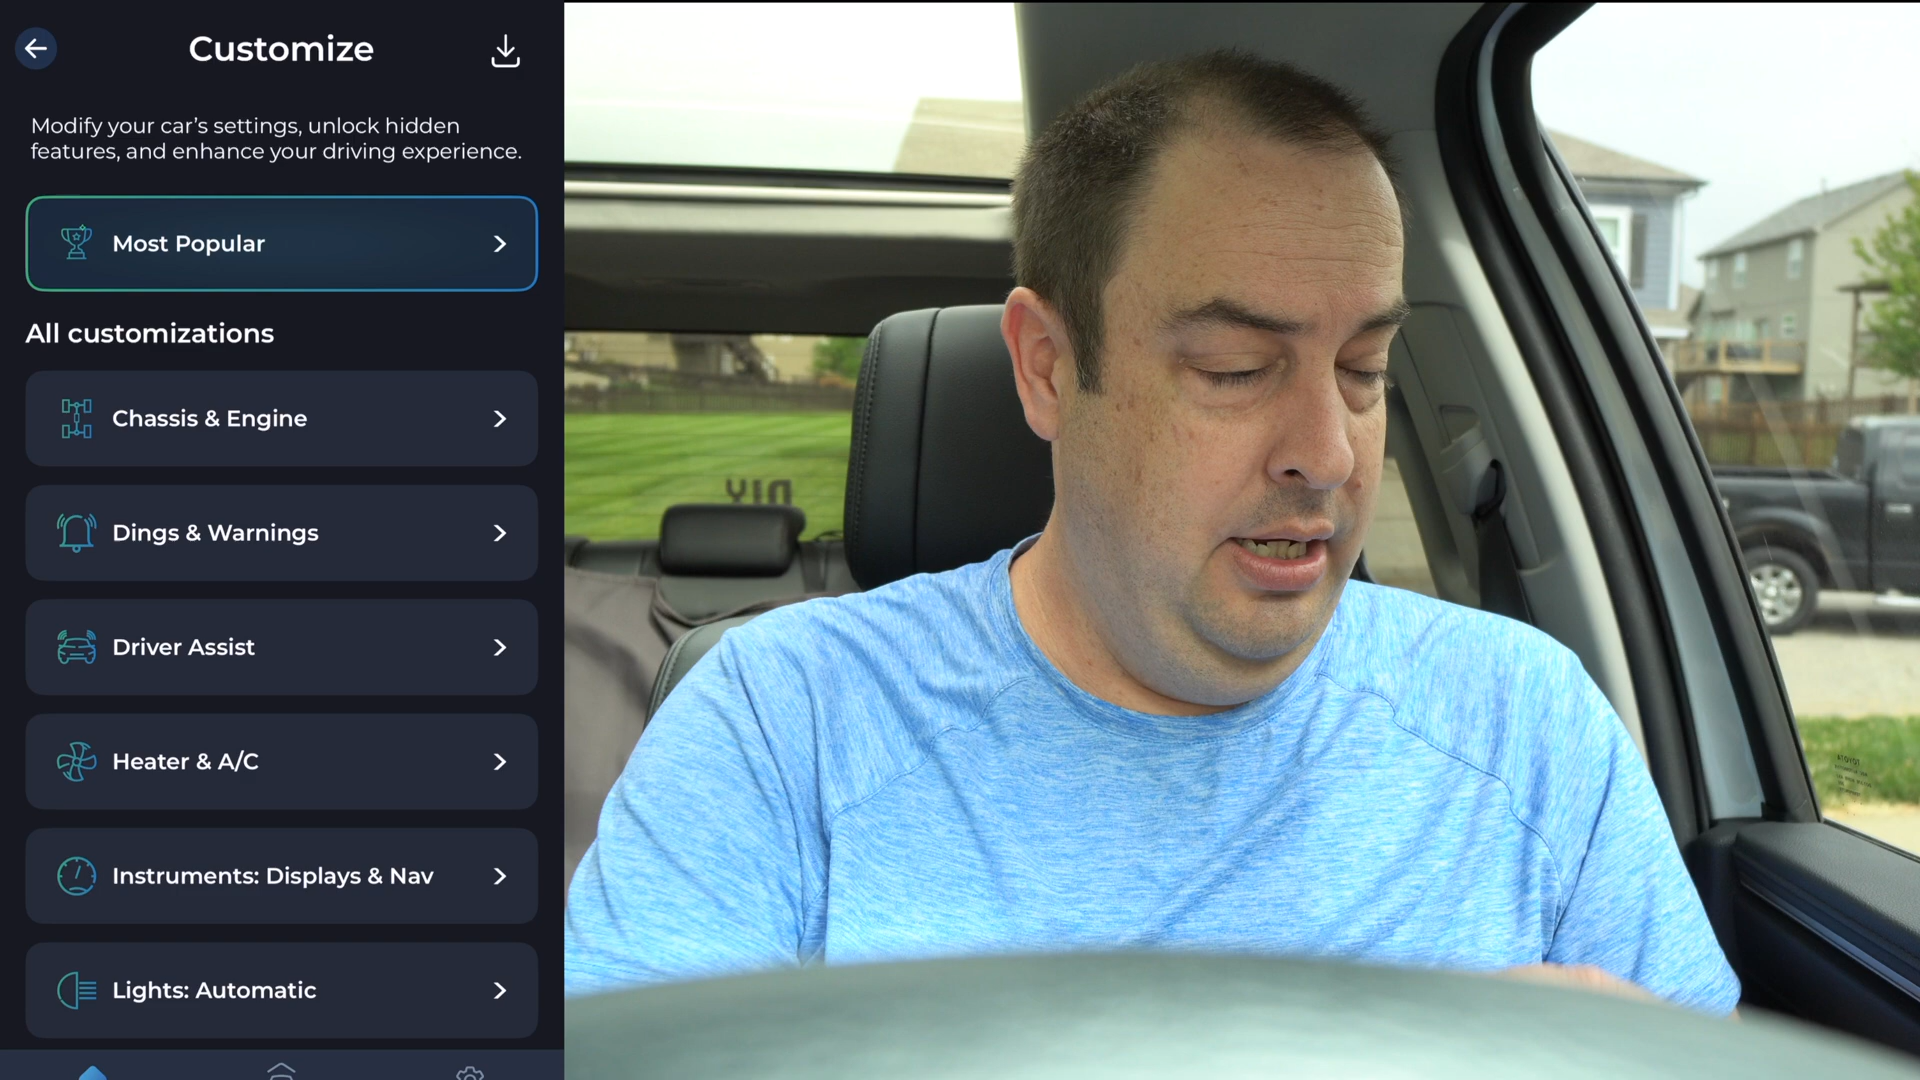 Customize
Modify your car's settings, unlock hidden
features, and enhance your driving experience.
Most Popular
All customizations
Chassis & Engine
Dings & Warnings
Driver Assist
Heater & A/C
Instruments: Displays & Nav
Lights: Automatic